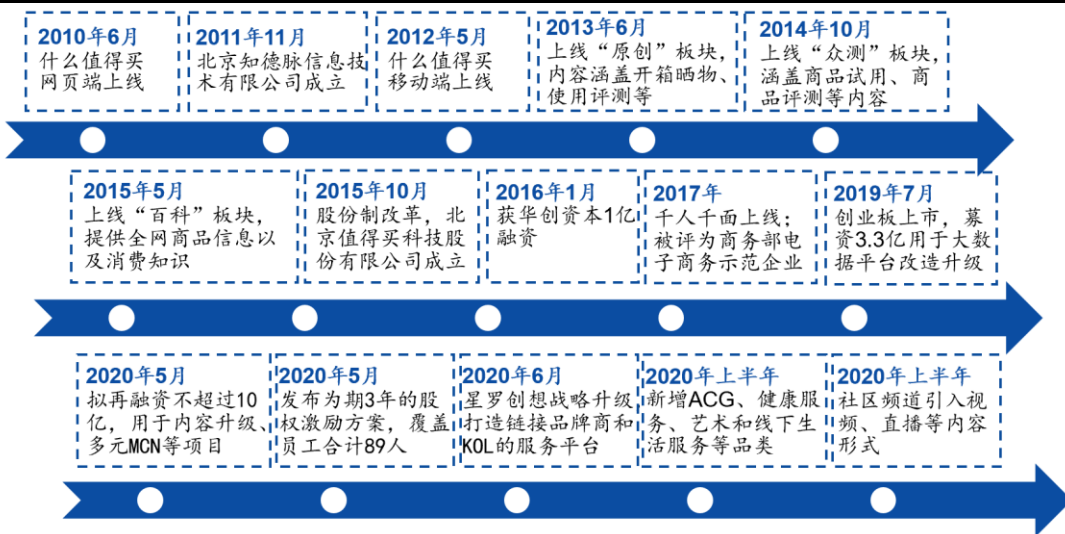 2010年6月
什么值得买
网页端上线
2011年11月
北京知德脉信息技
术有限公司成立
2012年5月
什么值得买
移动端上线
2013年6月
上线“原创”板块,
内容涵盖开箱晒物、
使用评测等
2014年10月
上线“众测”板块,
涵盖商品试用、商
品评测等内容
2015年5月
上线“百科”板块,
提供全网商品信息以
及消费知识
2015年10月
股份制改革,北
京值得买科技股
份有限公司成立
2016年1月
获华创资本1亿
融资
2017年
千人千面上线;
被评为商务部电
子商务示范企业
2019年7月
创业板上市,募
资3.3亿用于大数
据平台改造升级
2020年5月
拟再融资不超过10
亿,用于内容升级、
多元MCN等项目
2020年5月
发布为期3年的股
权激励方案,覆盖
员工合计89人
2020年6月
星罗创想战略升级
打造链接品牌商和
KOL的服务平台
2020年上半年
新增ACG、健康服
务、艺术和线下生
活服务等品类
2020年上半年
社区频道引入视
频、直播等内容
形式